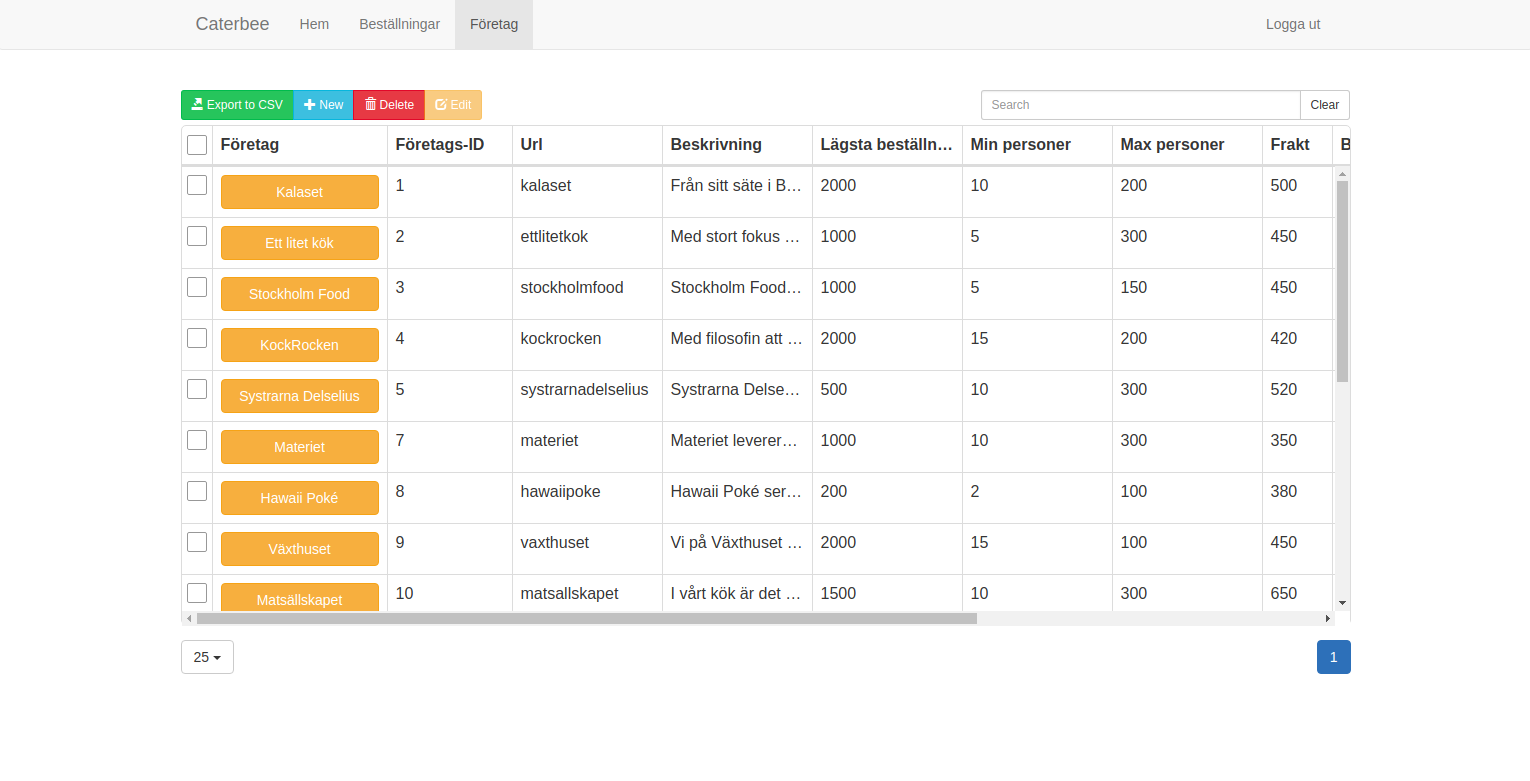 Caterbee Hem Beställningar Företag Logga ut
Export to CSV New Delete Edit Search Clear
Företag Företags-ID Url Beskrivning Lägsta beställn… Min personer Max personer Frakt B
Kalaset 1 kalaset Från sitt säte i B… 2000 10 200 500
Ett litet kök 2 ettlitetkok Med stort fokus … 1000 5 300 450
Stockholm Food 3 stockholmfood Stockholm Food… 1000 5 150 450
KockRocken 4 kockrocken Med filosofin att … 2000 15 200 420
Systrarna Delselius 5 systrarnadelselius Systrarna Delse… 500 10 300 520
Materiet 7 materiet Materiet leverer… 1000 10 300 350
Hawaii Poké 8 hawaiipoke Hawaii Poké ser… 200 2 100 380
Växthuset 9 vaxthuset Vi på Växthuset … 2000 15 100 450
Matsällskapet 10 matsallskapet I vårt kök är det … 1500 10 300 650
25 1